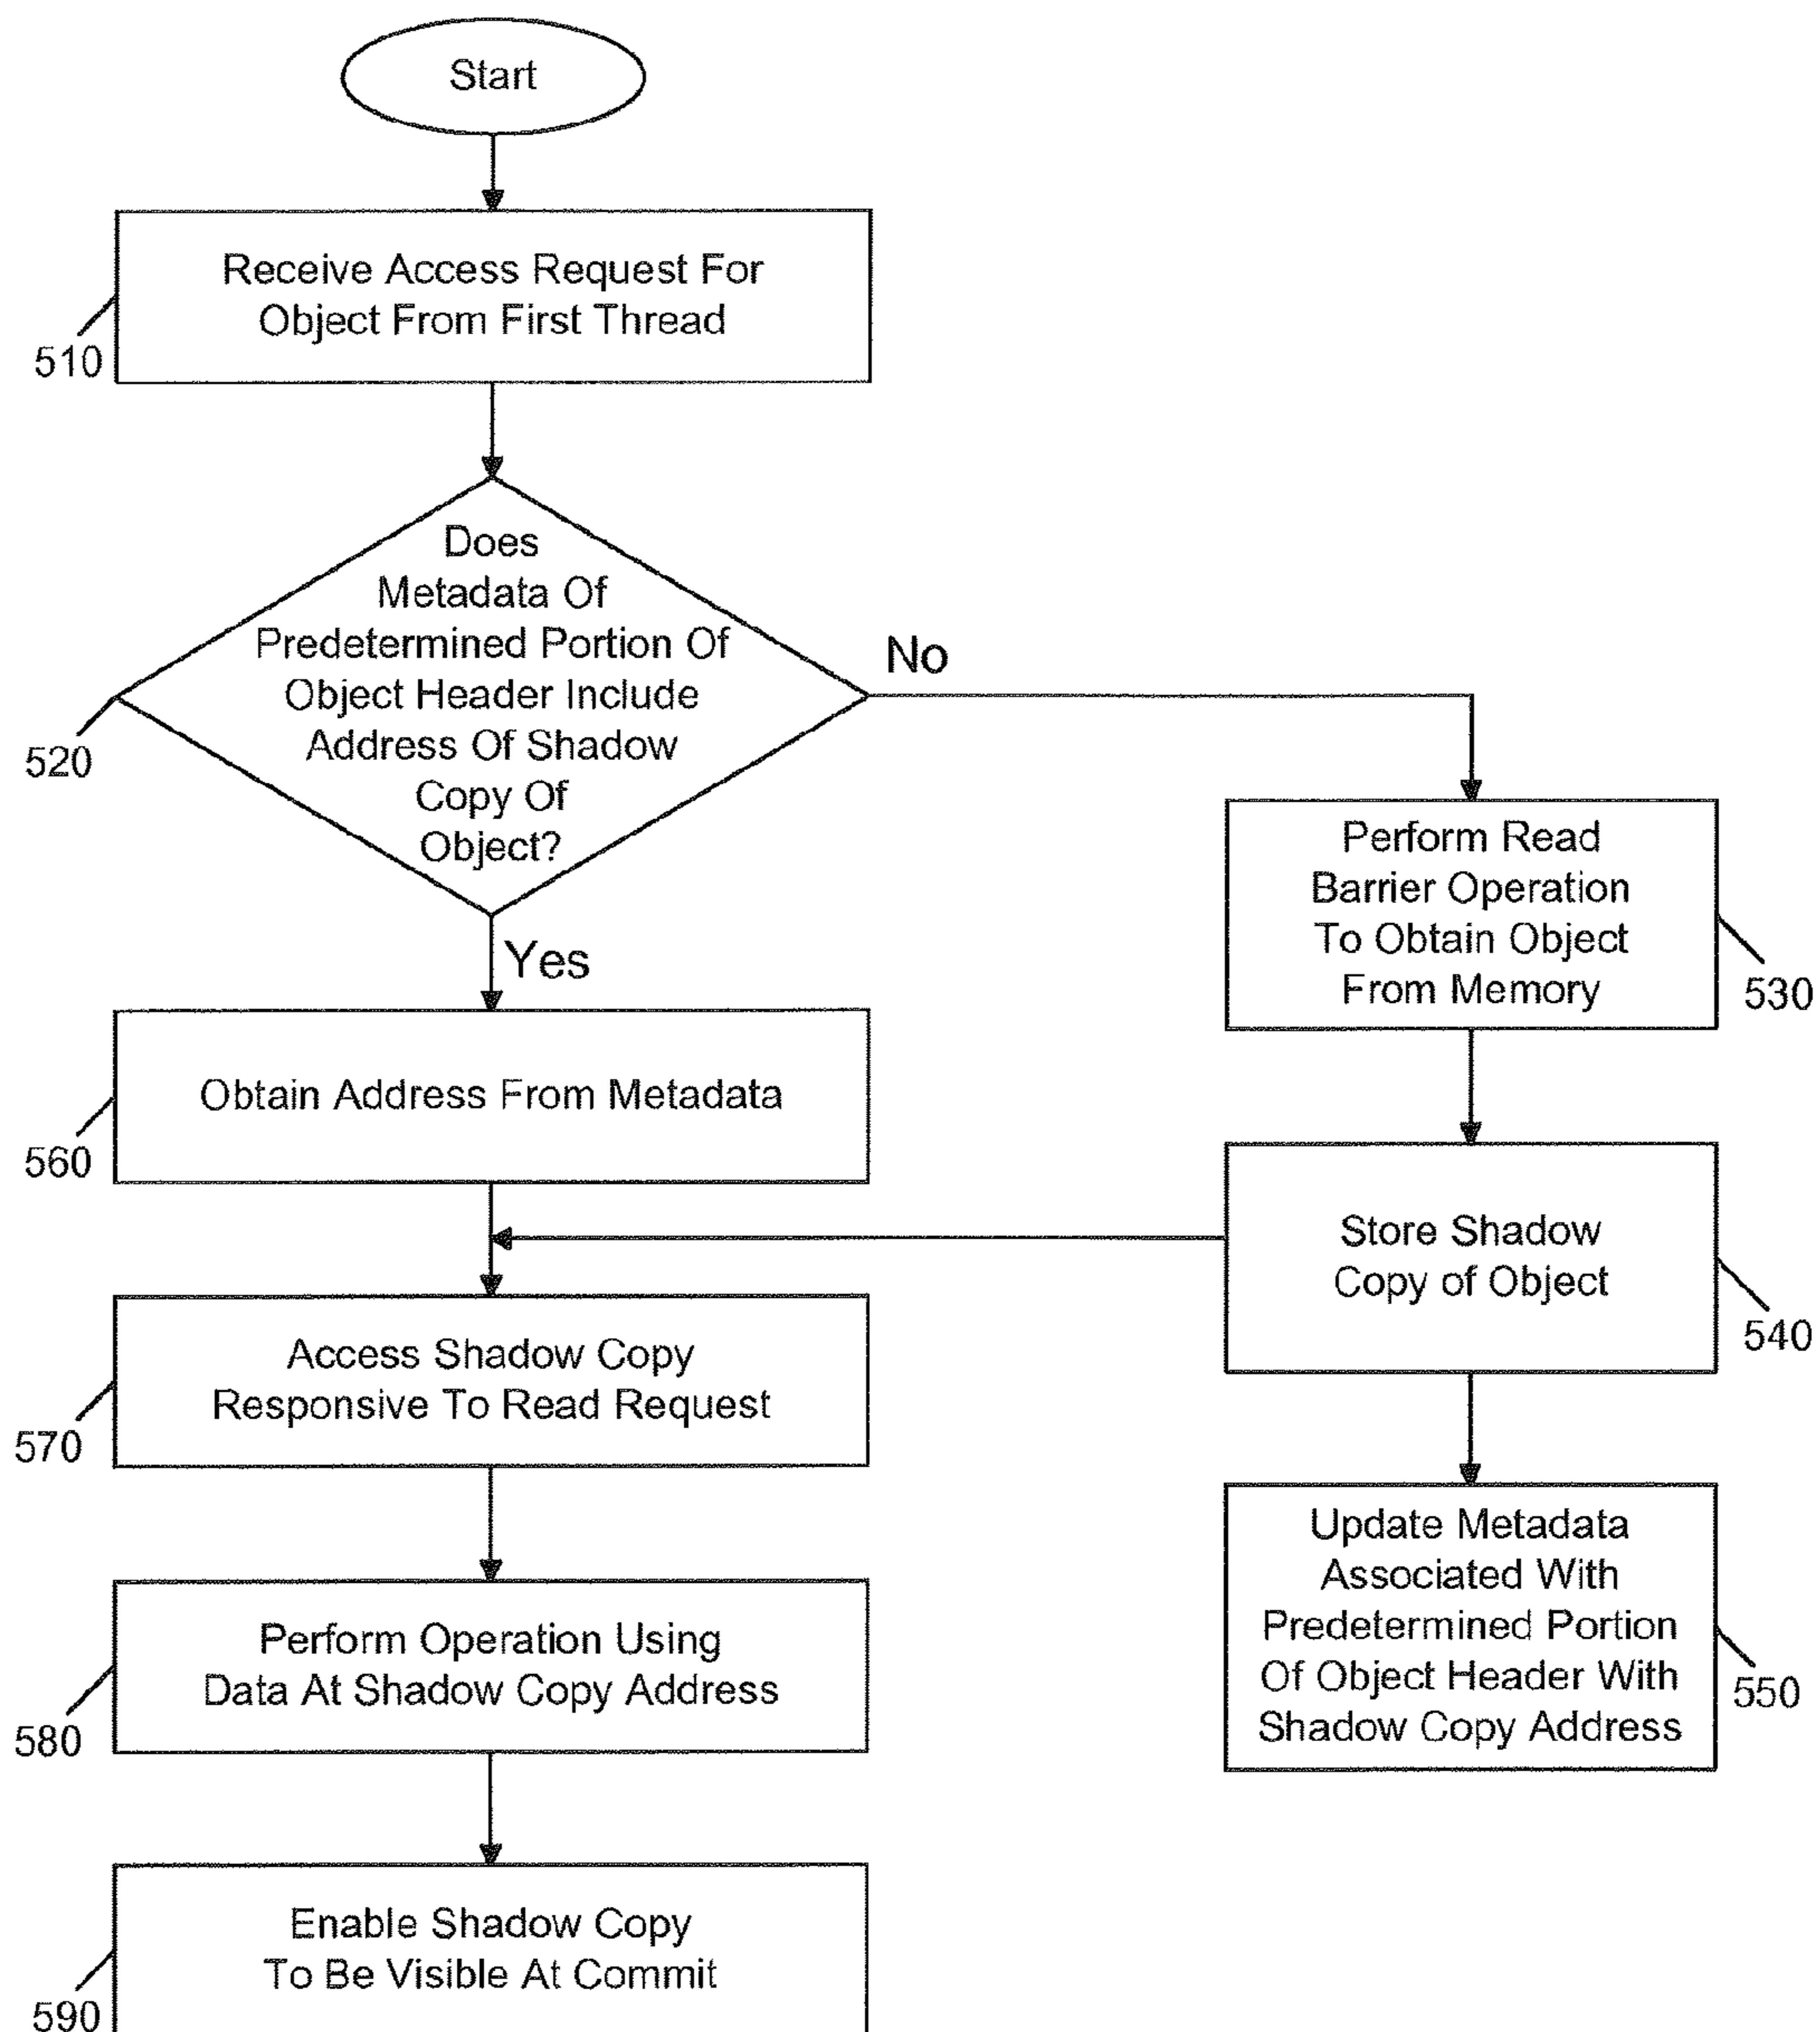 Start
Receive Access Request For
Object From First Thread
510
Does
Metadata Of
Predetermined Portion Of
Object Header Include
Address Of Shadow
Copy Of
Object?
520
No
Yes
Perform Read
Barrier Operation
To Obtain Object
From Memory
530
Obtain Address From Metadata
560
Store Shadow
Copy of Object
540
Access Shadow Copy
Responsive To Read Request
570
Update Metadata
Associated With
Predetermined Portion
Of Object Header With
Shadow Copy Address
550
Perform Operation Using
Data At Shadow Copy Address
580
Enable Shadow Copy
To Be Visible At Commit
590